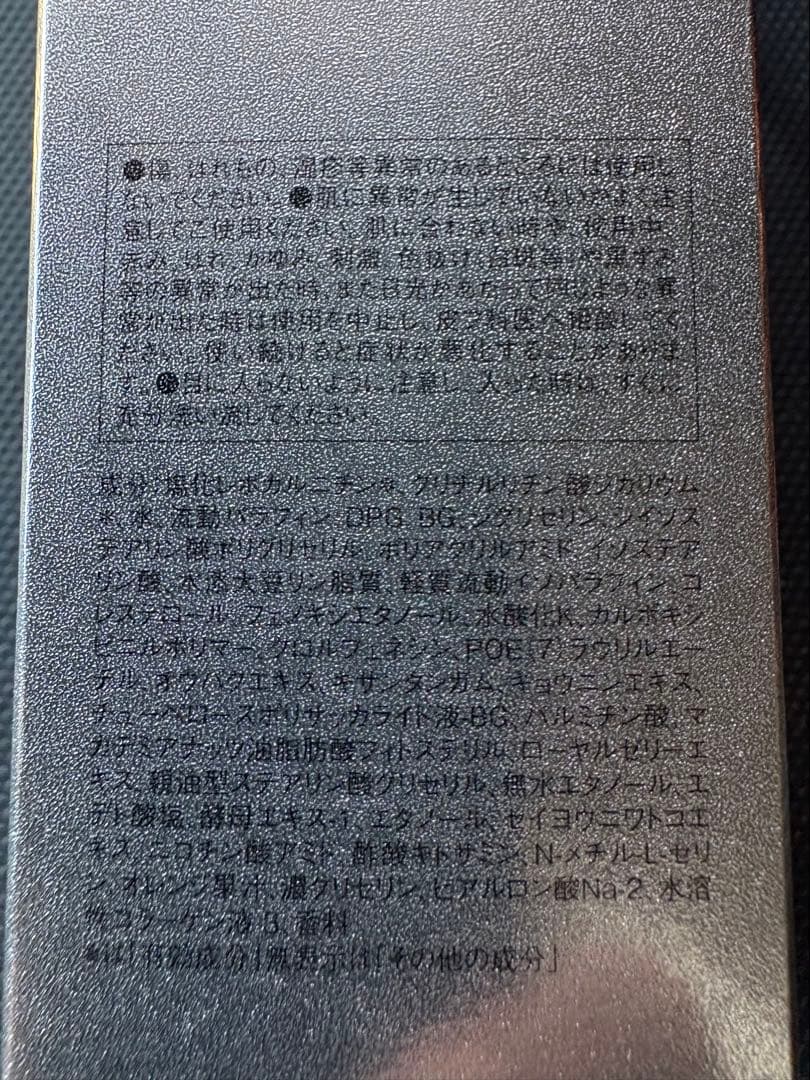 ●傷、はれもの、湿疹等異常のあるところには使用し
ないでください。●肌に異常が生じていないかよく注
意してご使用ください。肌に合わない時や、使用中、
赤み、はれ、かゆみ、刺激、色抜け(白斑等)や黒ずみ
等の異常が出た時、また日光があたって同じような異
常が出た時は使用を中止し、皮フ科医へ相談してく
ださい。使い続けると症状が悪化することがありま
す。●目に入らないように注意し、入った時は、すぐに
充分洗い流してください。
成分:塩化レボカルニチン※、グリチルリチン酸ジカリウム
※、水、流動パラフィン、DPG、BG、ジグリセリン、ジイソス
テアリン酸ポリグリセリル、ポリアクリルアミド、イソステア
リン酸、水添大豆リン脂質、軽質流動イソパラフィン、コ
レステロール、フェノキシエタノール、水酸化K、カルボキシ
ビニルポリマー、クロルフェネシン、POE(7)ラウリルエー
テル、オウバクエキス、キサンタンガム、キョウニンエキス、
チューベローズポリサッカライド液-BG、パルミチン酸、マ
カデミアナッツ油脂肪酸フィトステリル、ローヤルゼリーエ
キス、親油型ステアリン酸グリセリル、無水エタノール、エ
デト酸塩、酵母エキス-1、エタノール、セイヨウニワトコエ
キス、ニコチン酸アミド、酢酸キトサミン、N-メチル-L-セリ
ン、オレンジ果汁、濃グリセリン、ヒアルロン酸Na-2、水溶
性コラーゲン液-3、香料
※は「有効成分」無表示は「その他の成分」